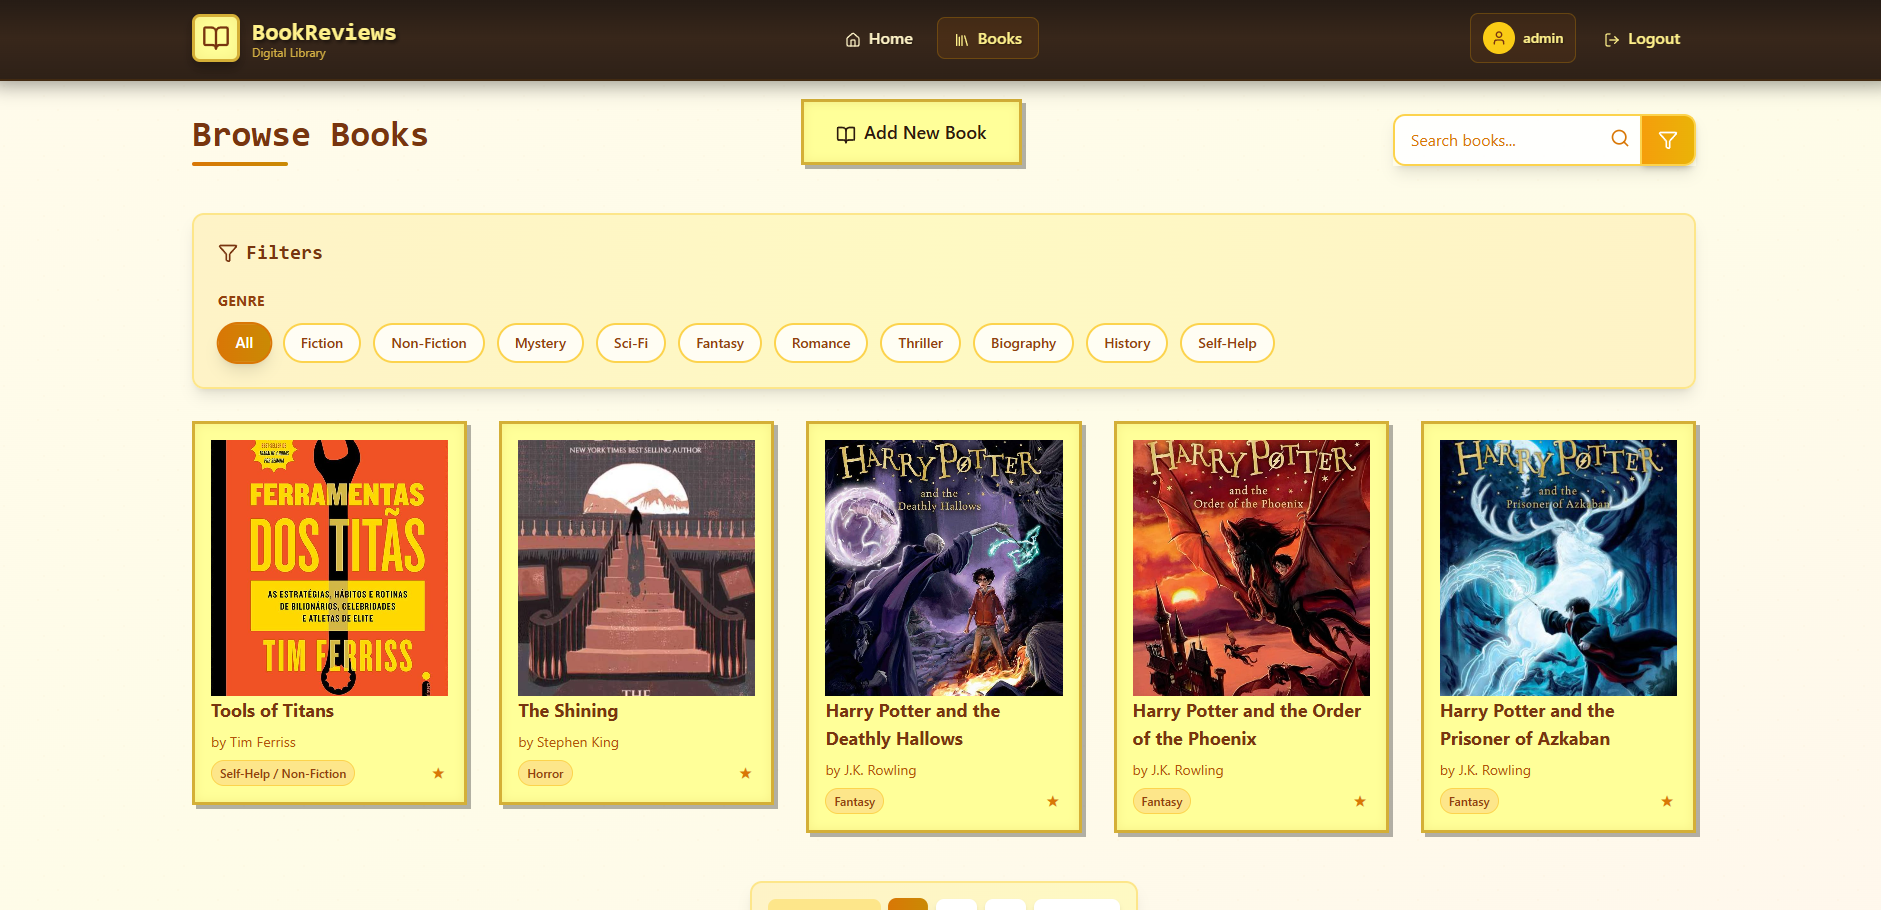 BookReviews
Digital Library
Home
Books
admin
Logout
Browse Books
Add New Book
Search books...
Filters
GENRE
All
Fiction
Non-Fiction
Mystery
Sci-Fi
Fantasy
Romance
Thriller
Biography
History
Self-Help
FERRAMENTAS
DOS TITÃS
AS ESTRATÉGIAS, HÁBITOS E ROTINAS
DE BILIONÁRIOS, CELEBRIDADES
E ATLETAS DE ELITE
TIM FERRISS
Tools of Titans
by Tim Ferriss
Self-Help / Non-Fiction
NEW YORK TIMES BEST SELLING AUTHOR
THE
The Shining
by Stephen King
Horror
HARRY POTTER
and the
Deathly Hallows
Harry Potter and the
Deathly Hallows
by J.K. Rowling
Fantasy
HARRY POTTER
and the
Order of the Phoenix
Harry Potter and the Order
of the Phoenix
by J.K. Rowling
Fantasy
HARRY POTTER
and the
Prisoner of Azkaban
Harry Potter and the
Prisoner of Azkaban
by J.K. Rowling
Fantasy